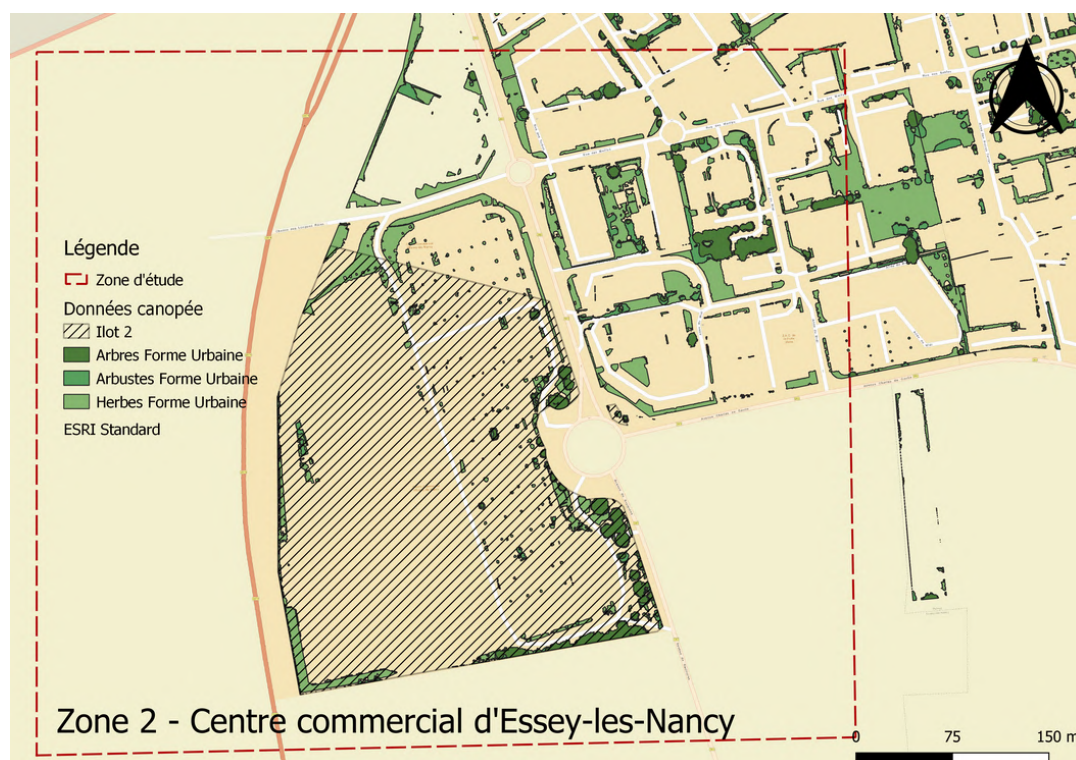 Légende
Zone d'étude
Données canopée
Ilot 2
Arbres Forme Urbaine
Arbustes Forme Urbaine
Herbes Forme Urbaine
ESRI Standard
Zone 2 - Centre commercial d'Essey-les-Nancy
0 75 150 m